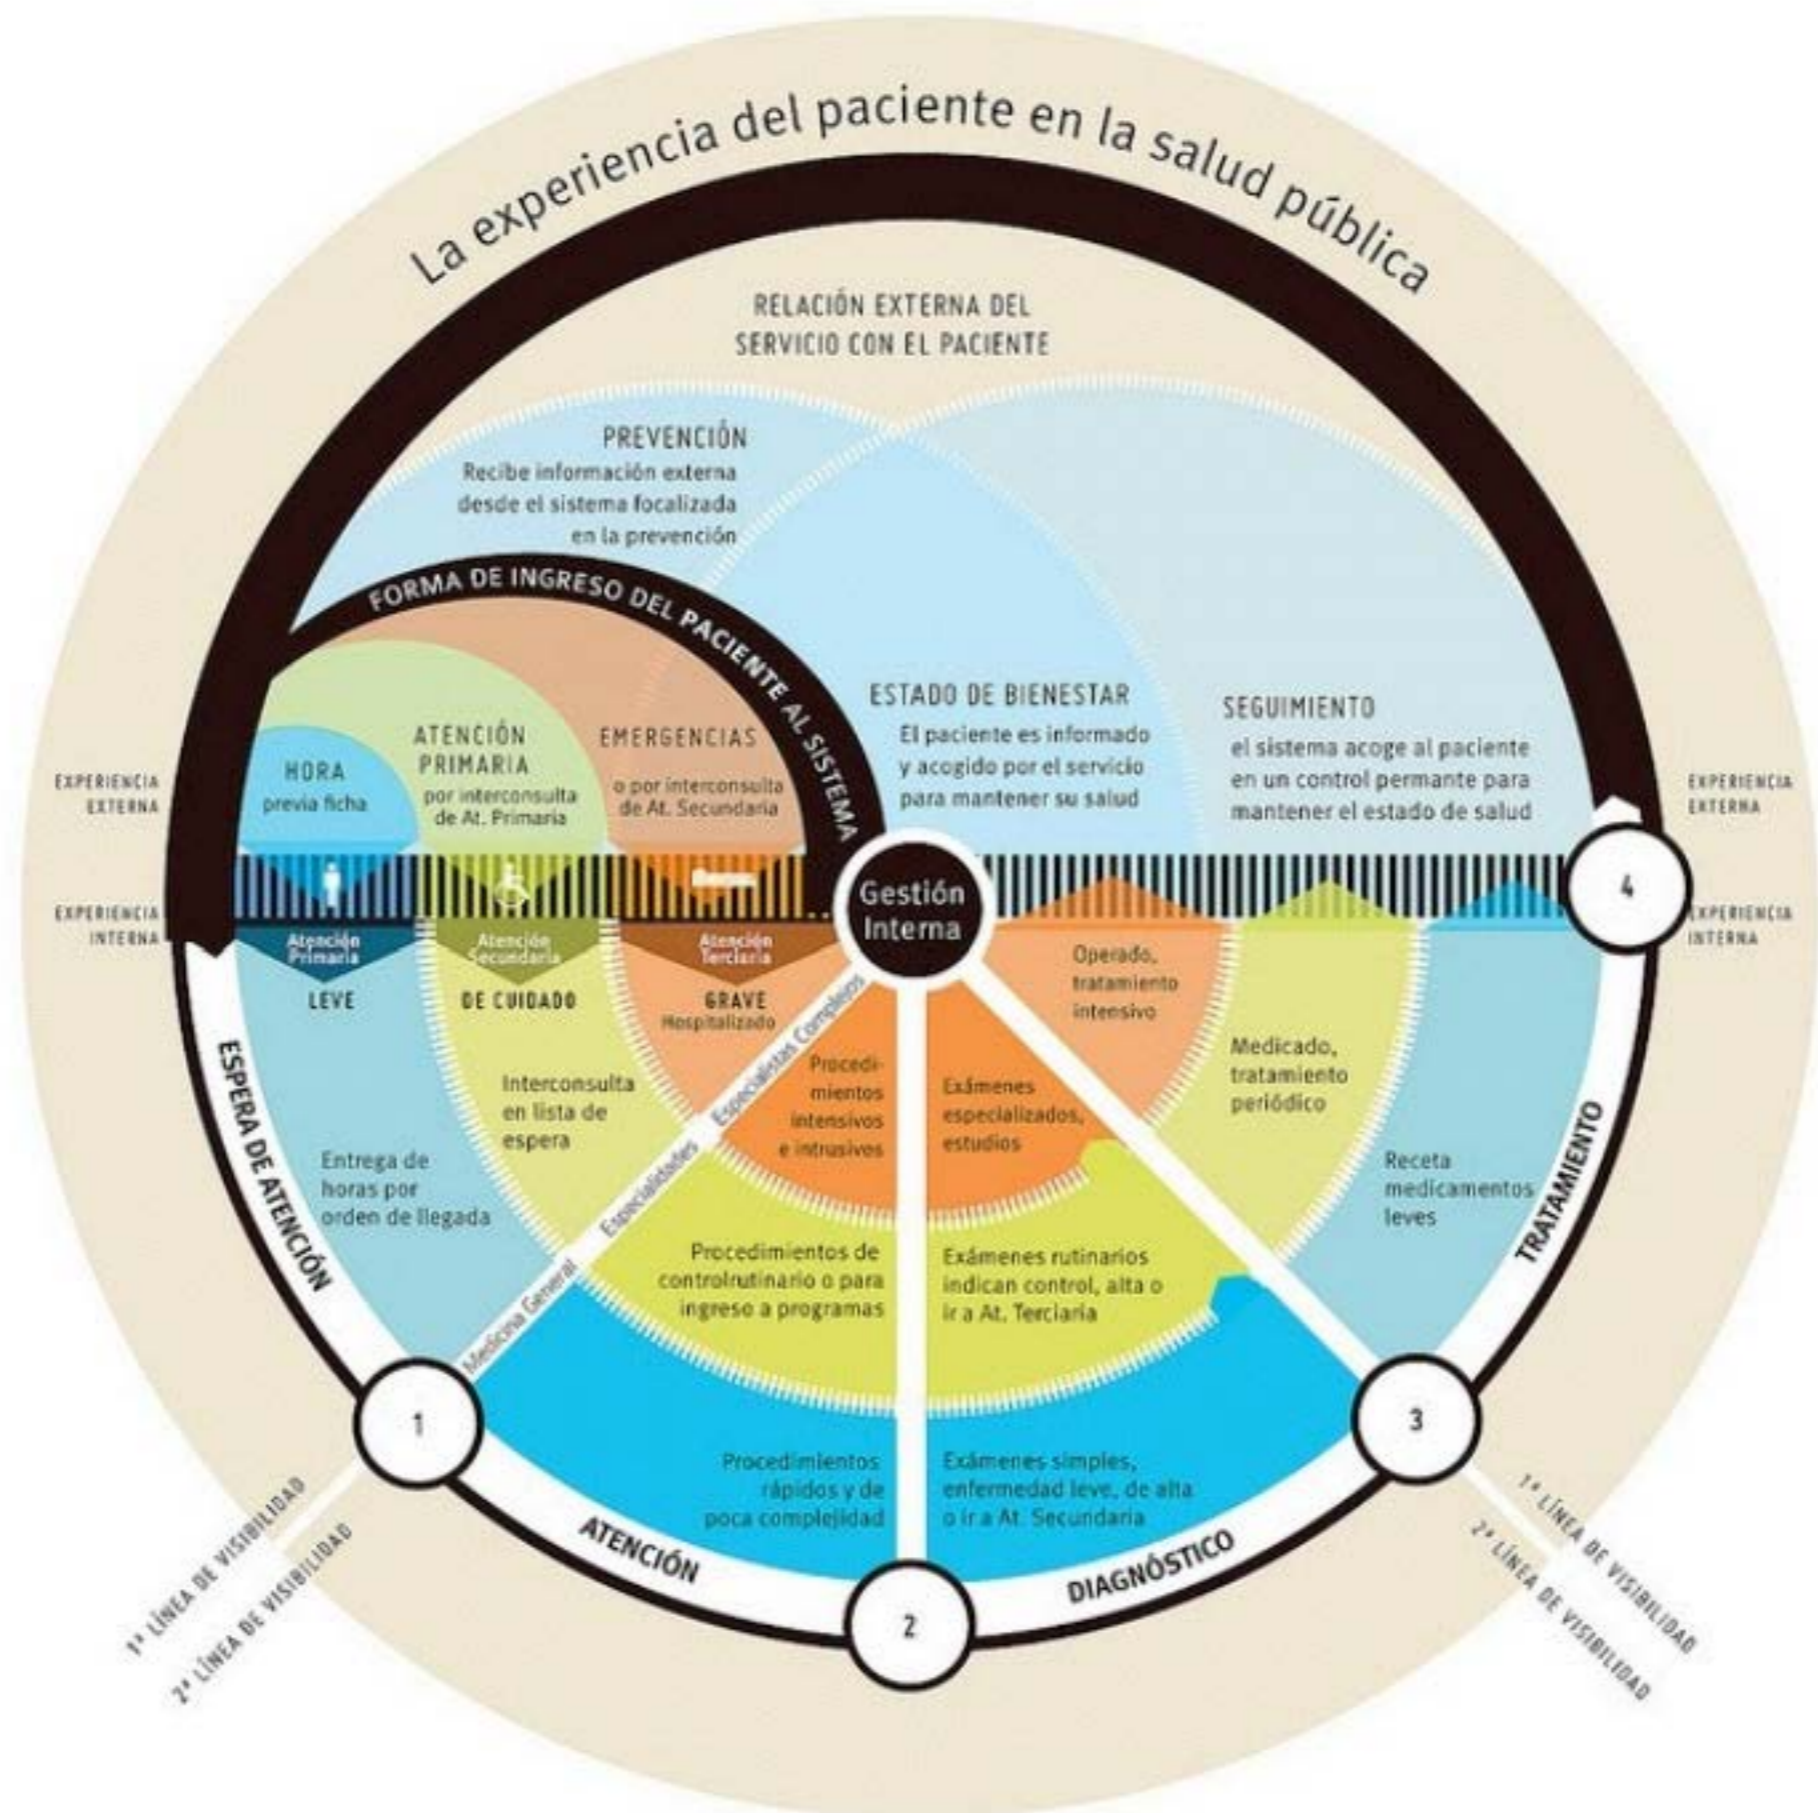 La experiencia del paciente en la salud pública
RELACIÓN EXTERNA DEL
SERVICIO CON EL PACIENTE
PREVENCIÓN
Recibe información externa
desde el sistema focalizada
en la prevención
FORMA DE INGRESO DEL PACIENTE AL SISTEMA
HORA
previa ficha
ATENCIÓN
PRIMARIA
por interconsulta
de At. Primaria
EMERGENCIAS
o por interconsulta
de At. Secundaria
ESTADO DE BIENESTAR
El paciente es informado
y acogido por el servicio
para mantener su salud
SEGUIMIENTO
el sistema acoge al paciente
en un control permante para
mantener el estado de salud
EXPERIENCIA
EXTERNA
EXPERIENCIA
INTERNA
EXPERIENCIA
EXTERNA
EXPERIENCIA
INTERNA
Gestión
Interna
4
Atención
Primaria
LEVE
Atención
Secundaria
DE CUIDADO
Atención
Terciaria
GRAVE
Hospitalizado
Entrega de
horas por
orden de llegada
Interconsulta
en lista de
espera
ESPERA DE ATENCIÓN
Medicina General
Especialidades
Especialistas Complejos
Procedi-
mientos
intensivos
e intrusivos
Exámenes
especializados,
estudios
Operado,
tratamiento
intensivo
Medicado,
tratamiento
periódico
Receta
medicamentos
leves
TRATAMIENTO
Procedimientos de
controlrutinario o para
ingreso a programas
Exámenes rutinarios
indican control, alta o
ir a At. Terciaria
Procedimientos
rápidos y de
poca complejidad
Exámenes simples,
enfermedad leve, de alta
o ir a At. Secundaria
1
ATENCIÓN
2
DIAGNÓSTICO
3
1ª LÍNEA DE VISIBILIDAD
2ª LÍNEA DE VISIBILIDAD
1ª LÍNEA DE VISIBILIDAD
2ª LÍNEA DE VISIBILIDAD